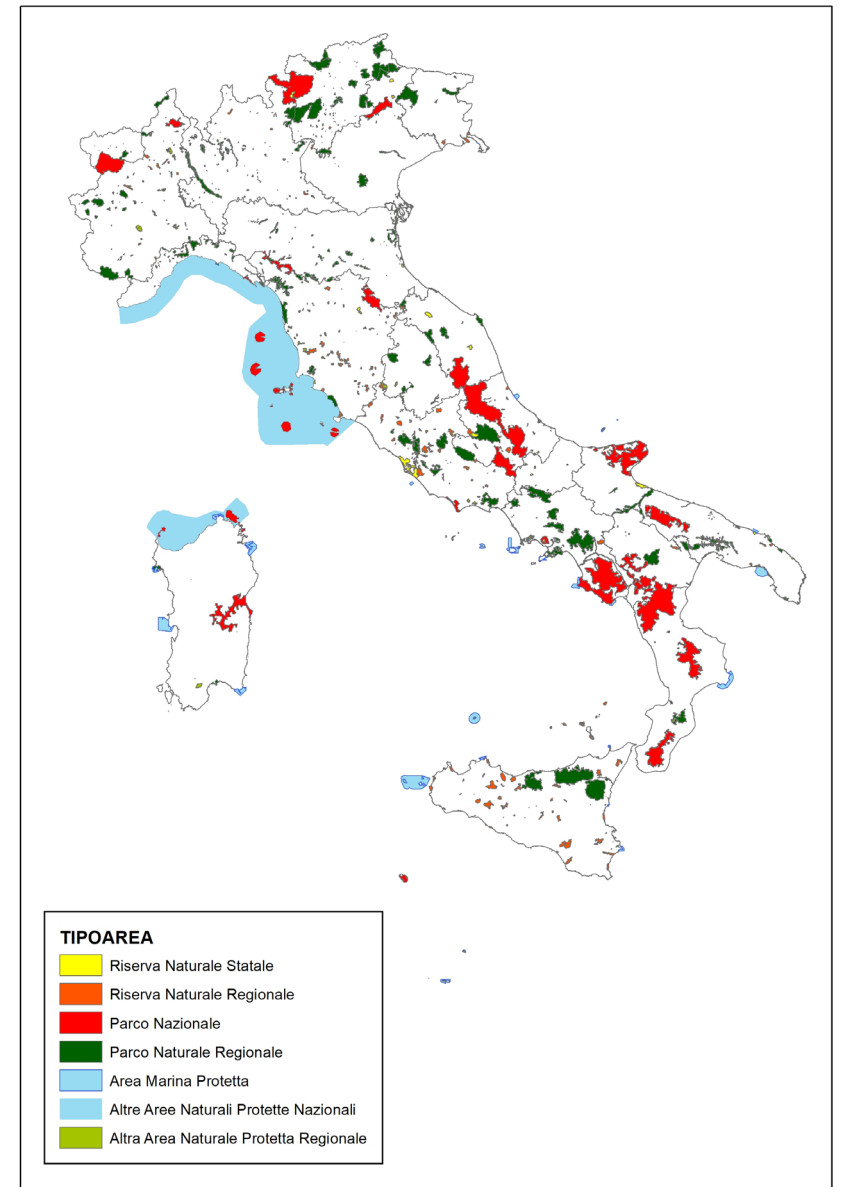 TIPOAREA
Riserva Naturale Statale
Riserva Naturale Regionale
Parco Nazionale
Parco Naturale Regionale
Area Marina Protetta
Altre Aree Naturali Protette Nazionali
Altra Area Naturale Protetta Regionale